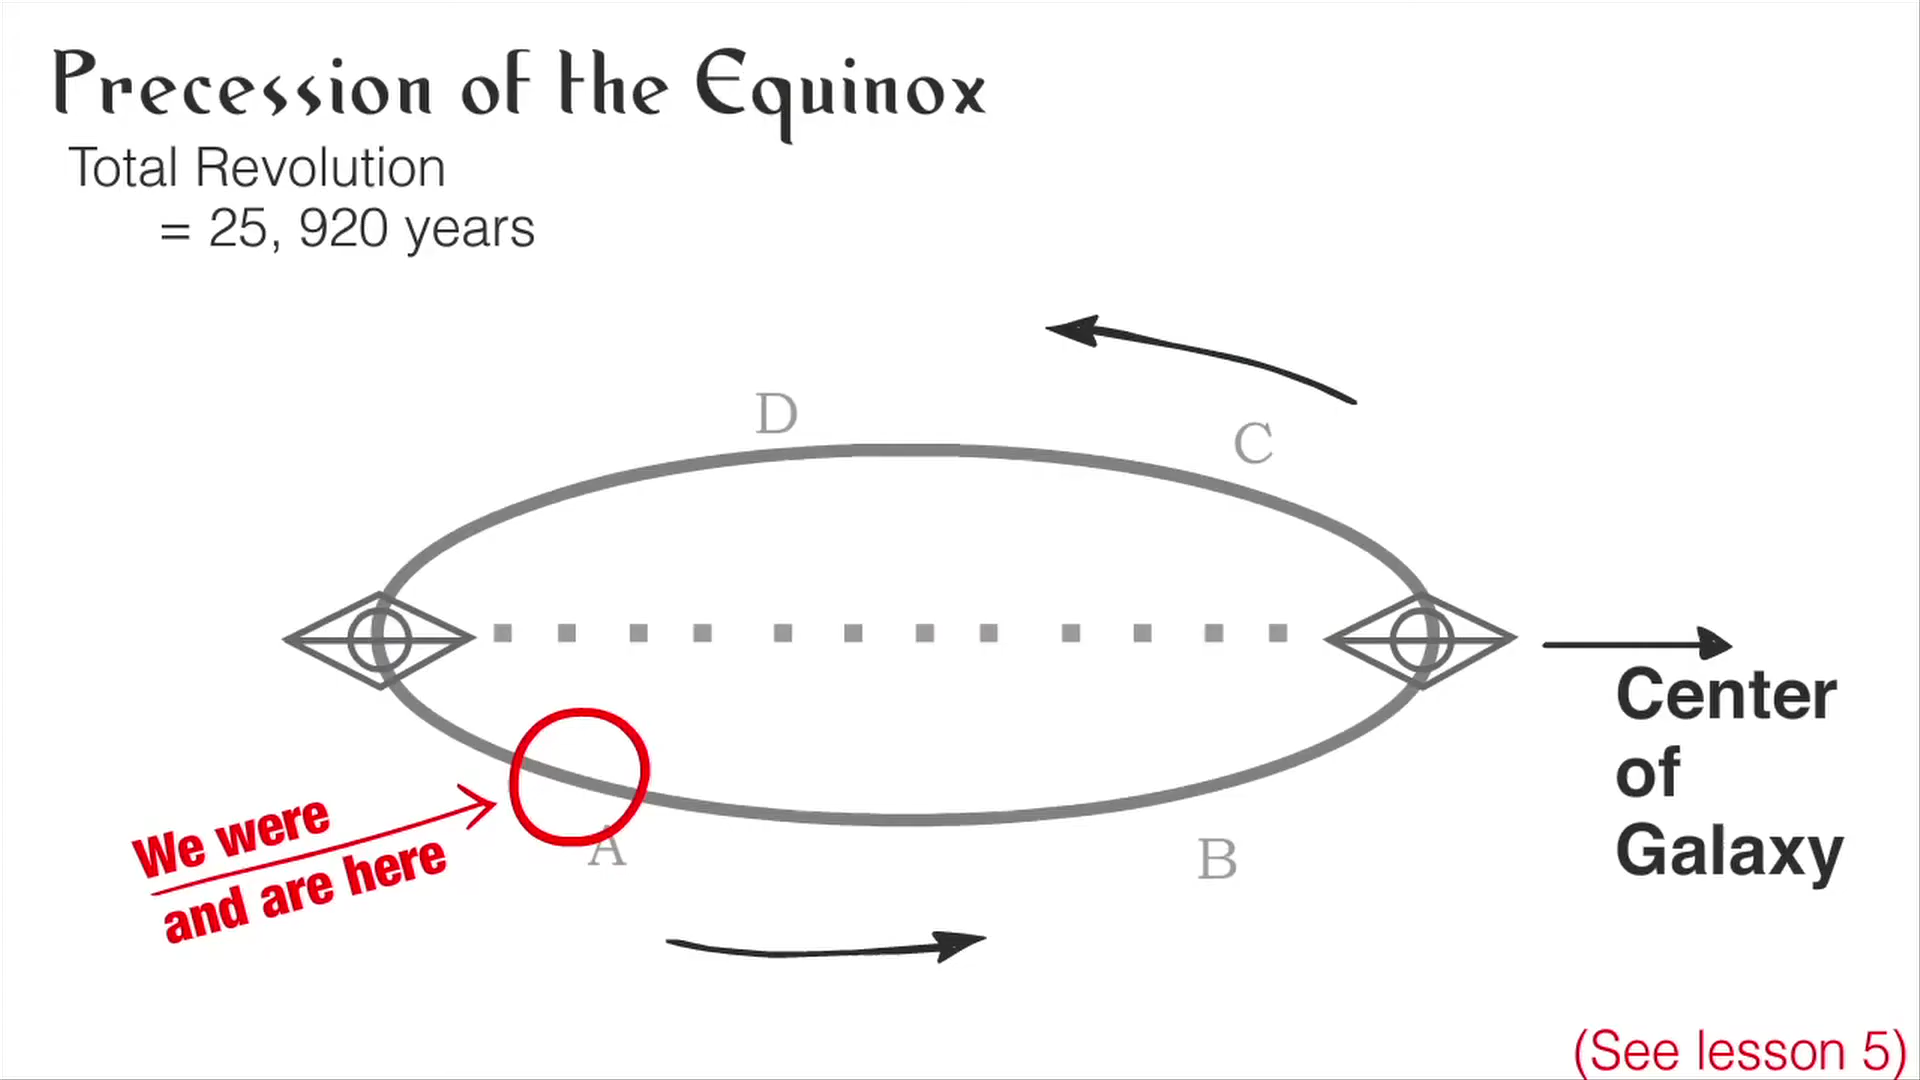 Precession of the Equinox
Total Revolution
= 25, 920 years
D
C
Center
of
Galaxy
We were
and are here
A
B
(See lesson 5)